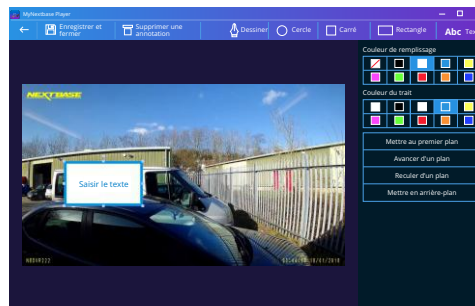 MyNextbase Player
Enregistrer et fermer
Supprimer une annotation
Dessiner
Cercle
Carré
Rectangle
Abc
Couleur de remplissage
Couleur du trait
NEXTBASE
Saisir le texte
Mettre au premier plan
Avancer d'un plan
Reculer d'un plan
Mettre en arrière-plan